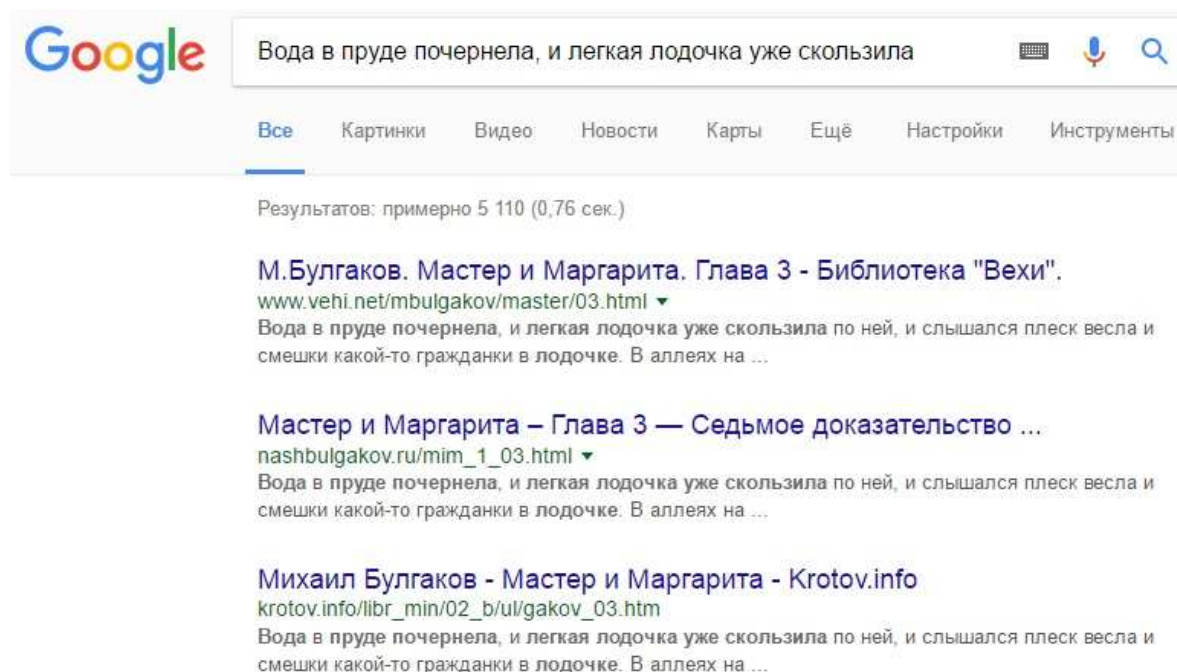 Google Вода в пруде почернела, и легкая лодочка уже скользила
Все Картинки Видео Новости Карты Ещё Настройки Инструменты
Результатов: примерно 5 110 (0,76 сек.)
М.Булгаков. Мастер и Маргарита. Глава 3 - Библиотека "Вехи".
www.vehi.net/mbulgakov/master/03.html
Вода в пруде почернела, и легкая лодочка уже скользила по ней, и слышался плеск весла и
смешки какой-то гражданки в лодочке. В аллеях на ...
Мастер и Маргарита – Глава 3 — Седьмое доказательство ...
nashbulgakov.ru/mim_1_03.html
Вода в пруде почернела, и легкая лодочка уже скользила по ней, и слышался плеск весла и
смешки какой-то гражданки в лодочке. В аллеях на ...
Михаил Булгаков - Мастер и Маргарита - Krotov.info
krotov.info/libr_min/02_b/ul/gakov_03.htm
Вода в пруде почернела, и легкая лодочка уже скользила по ней, и слышался плеск весла и
смешки какой-то гражданки в лодочке. В аллеях на ...